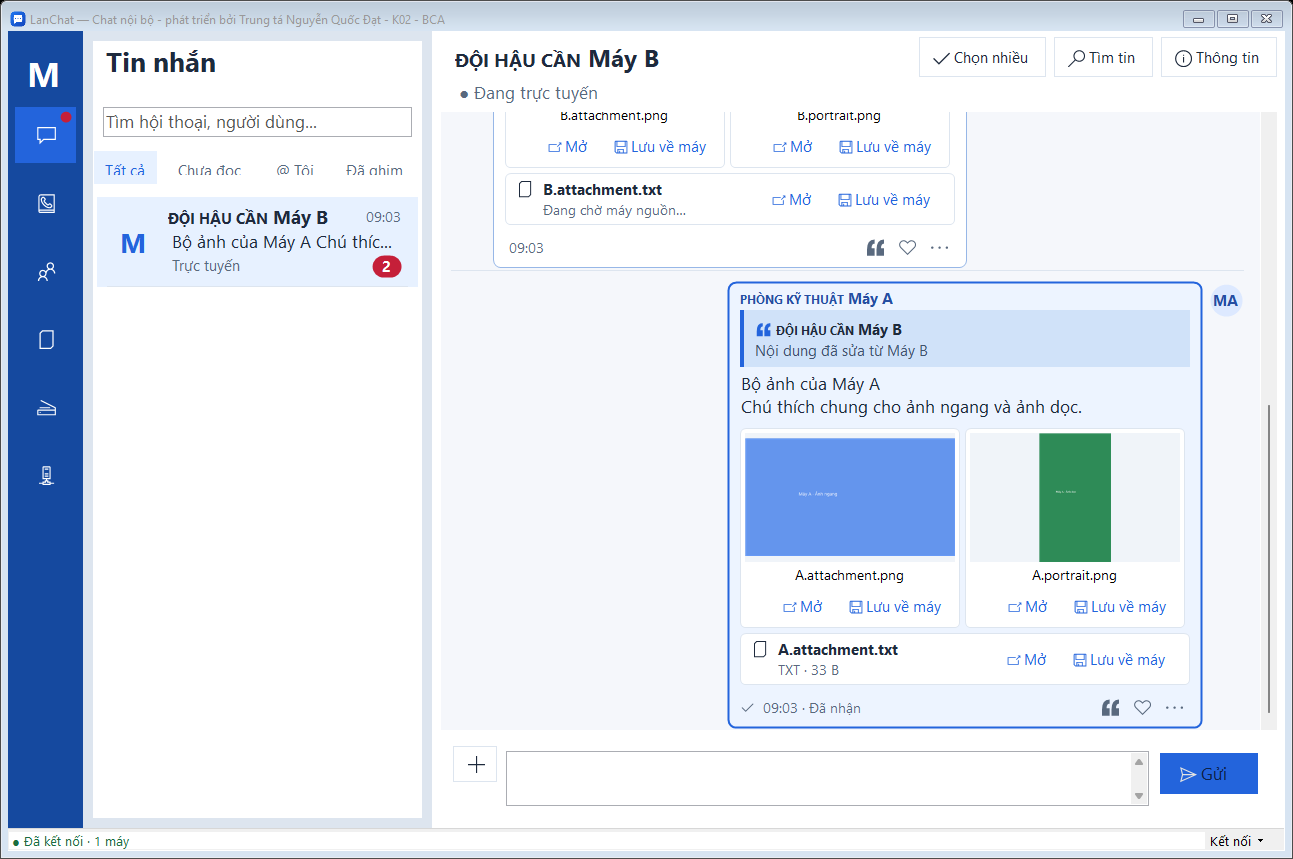 LanChat — Chat nội bộ - phát triển bởi Trung tá Nguyễn Quốc Đạt - K02 - BCA
M
Tin nhắn
Tìm hội thoại, người dùng...
Tất cả
Chưa đọc
@ Tôi
Đã ghim
M
ĐỘI HẬU CẦN Máy B
09:03
Bộ ảnh của Máy A Chú thíc...
Trực tuyến
2
ĐỘI HẬU CẦN Máy B
● Đang trực tuyến
Chọn nhiều
Tìm tin
Thông tin
B.attachment.png
B.portrait.png
Mở
Lưu về máy
Mở
Lưu về máy
B.attachment.txt
Đang chờ máy nguồn...
Mở
Lưu về máy
09:03
PHÒNG KỸ THUẬT Máy A
MA
ĐỘI HẬU CẦN Máy B
Nội dung đã sửa từ Máy B
Bộ ảnh của Máy A
Chú thích chung cho ảnh ngang và ảnh dọc.
Máy A - Ảnh ngang
A.attachment.png
A.portrait.png
Mở
Lưu về máy
Mở
Lưu về máy
A.attachment.txt
TXT · 33 B
Mở
Lưu về máy
09:03 · Đã nhận
Gửi
● Đã kết nối · 1 máy
Kết nối